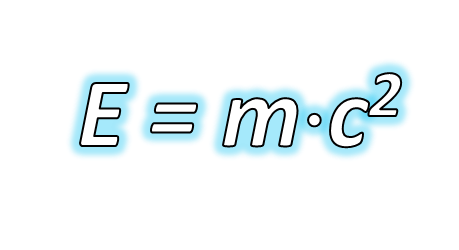 E = m·c²